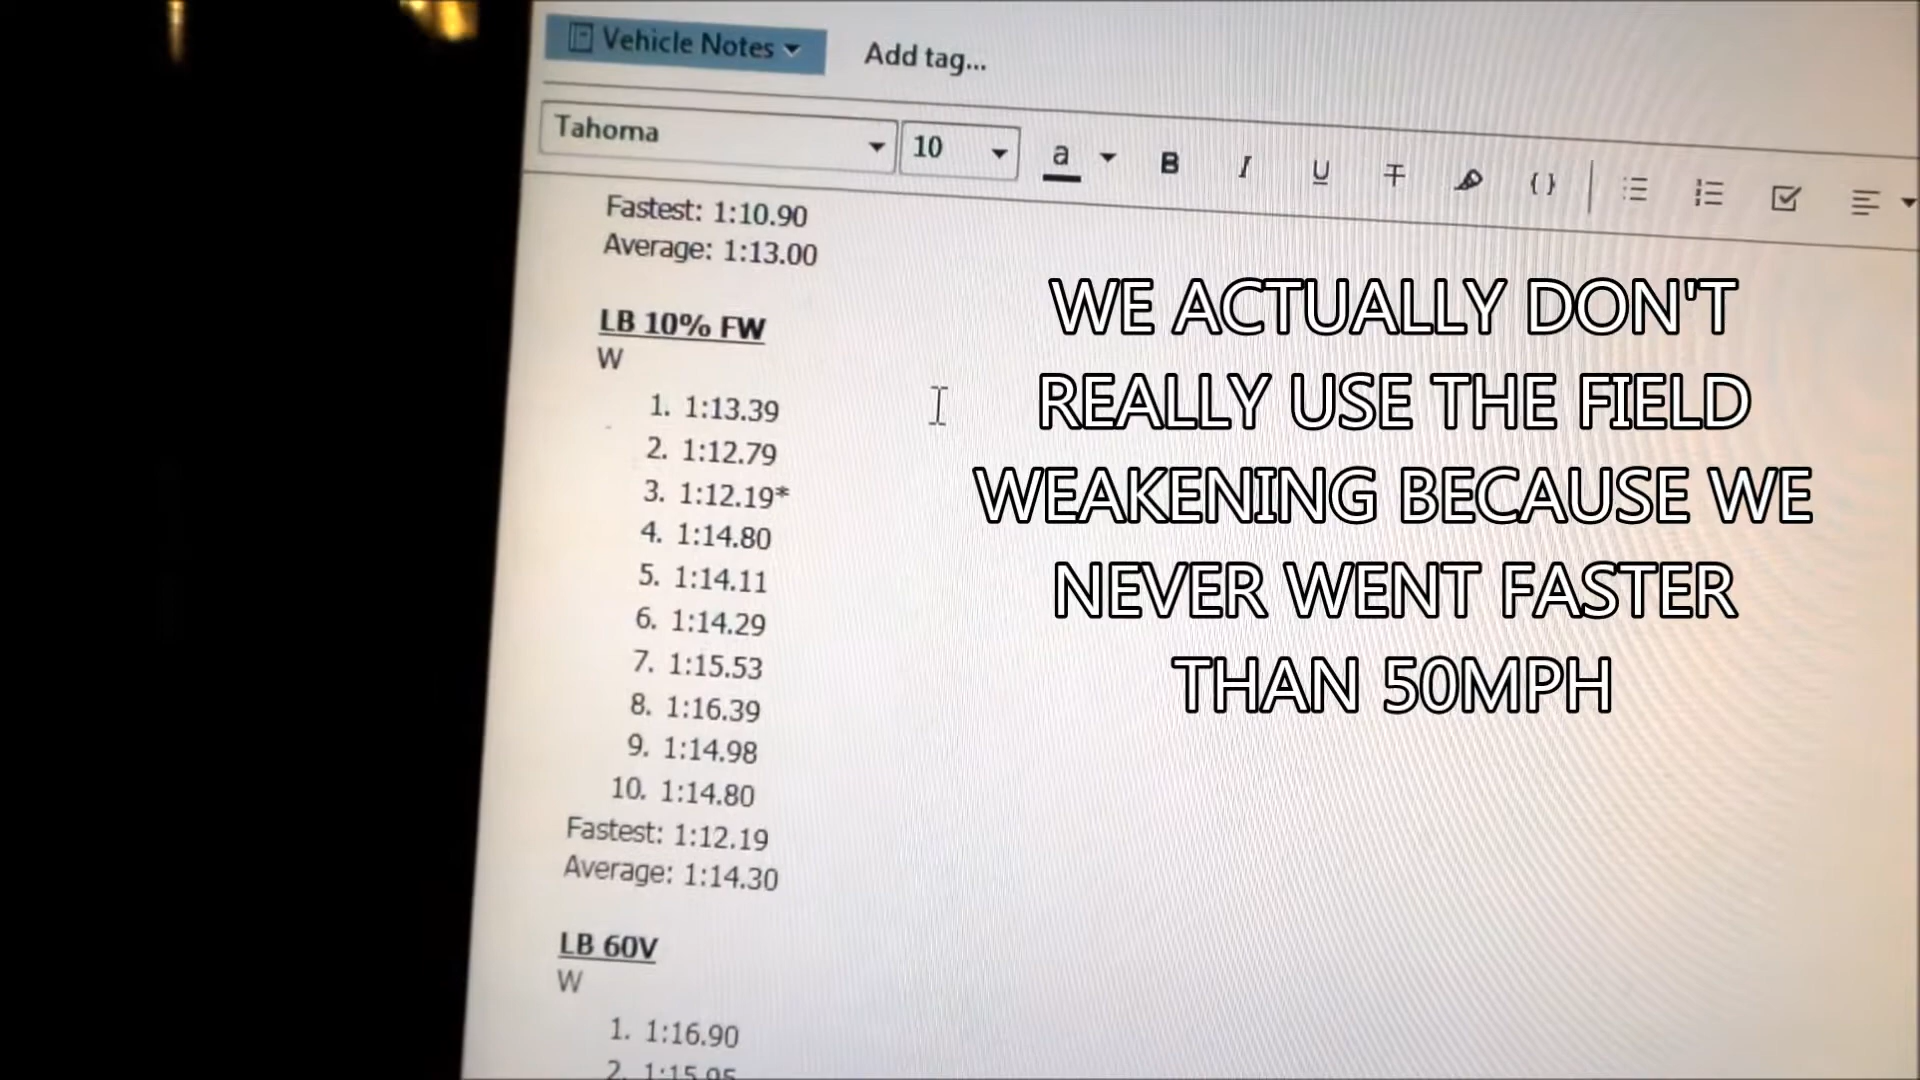 Vehicle Notes
Add tag...
Tahoma
10
a
B
I
U
T
{}
Fastest: 1:10.90
Average: 1:13.00
LB 10% FW
W
1. 1:13.39
2. 1:12.79
3. 1:12.19*
4. 1:14.80
5. 1:14.11
6. 1:14.29
7. 1:15.53
8. 1:16.39
9. 1:14.98
10. 1:14.80
Fastest: 1:12.19
Average: 1:14.30
LB 60V
W
1. 1:16.90
2. 1:15.95
WE ACTUALLY DON'T
REALLY USE THE FIELD
WEAKENING BECAUSE WE
NEVER WENT FASTER
THAN 50MPH